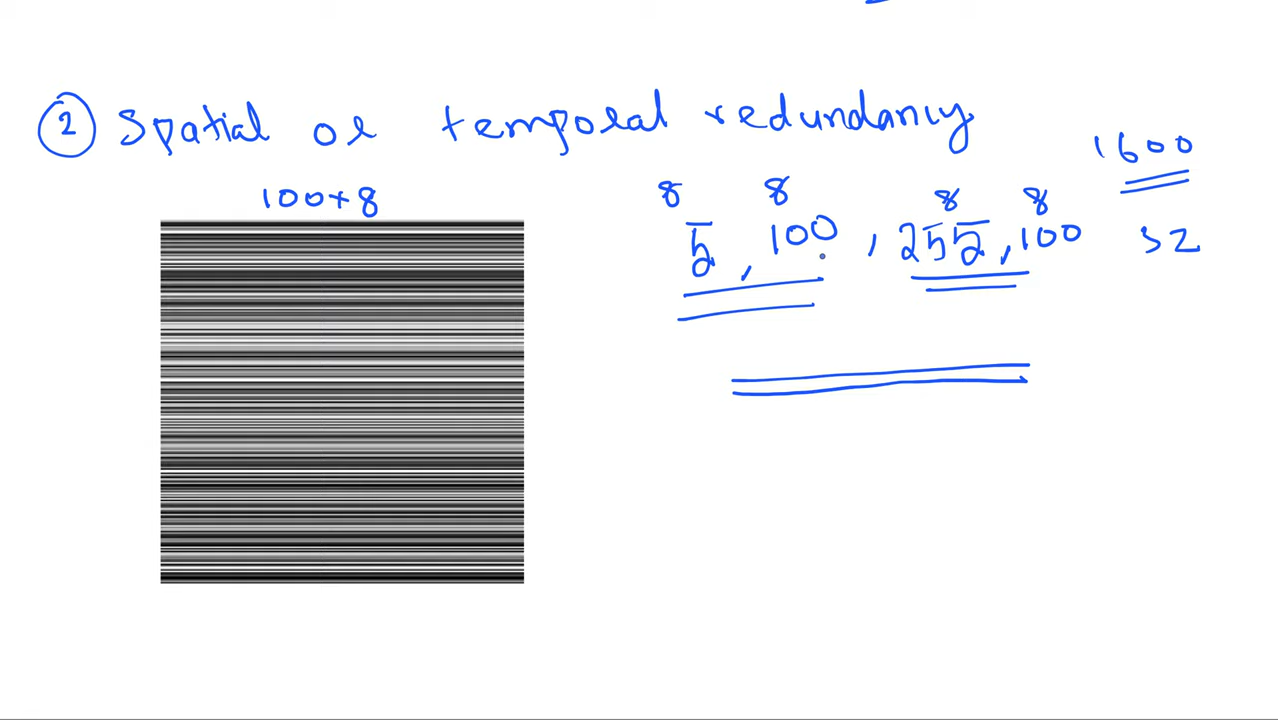 2 Spatial or temporal redundancy
1600
100 + 8
8 8 8 8
5, 100, 255, 100 32